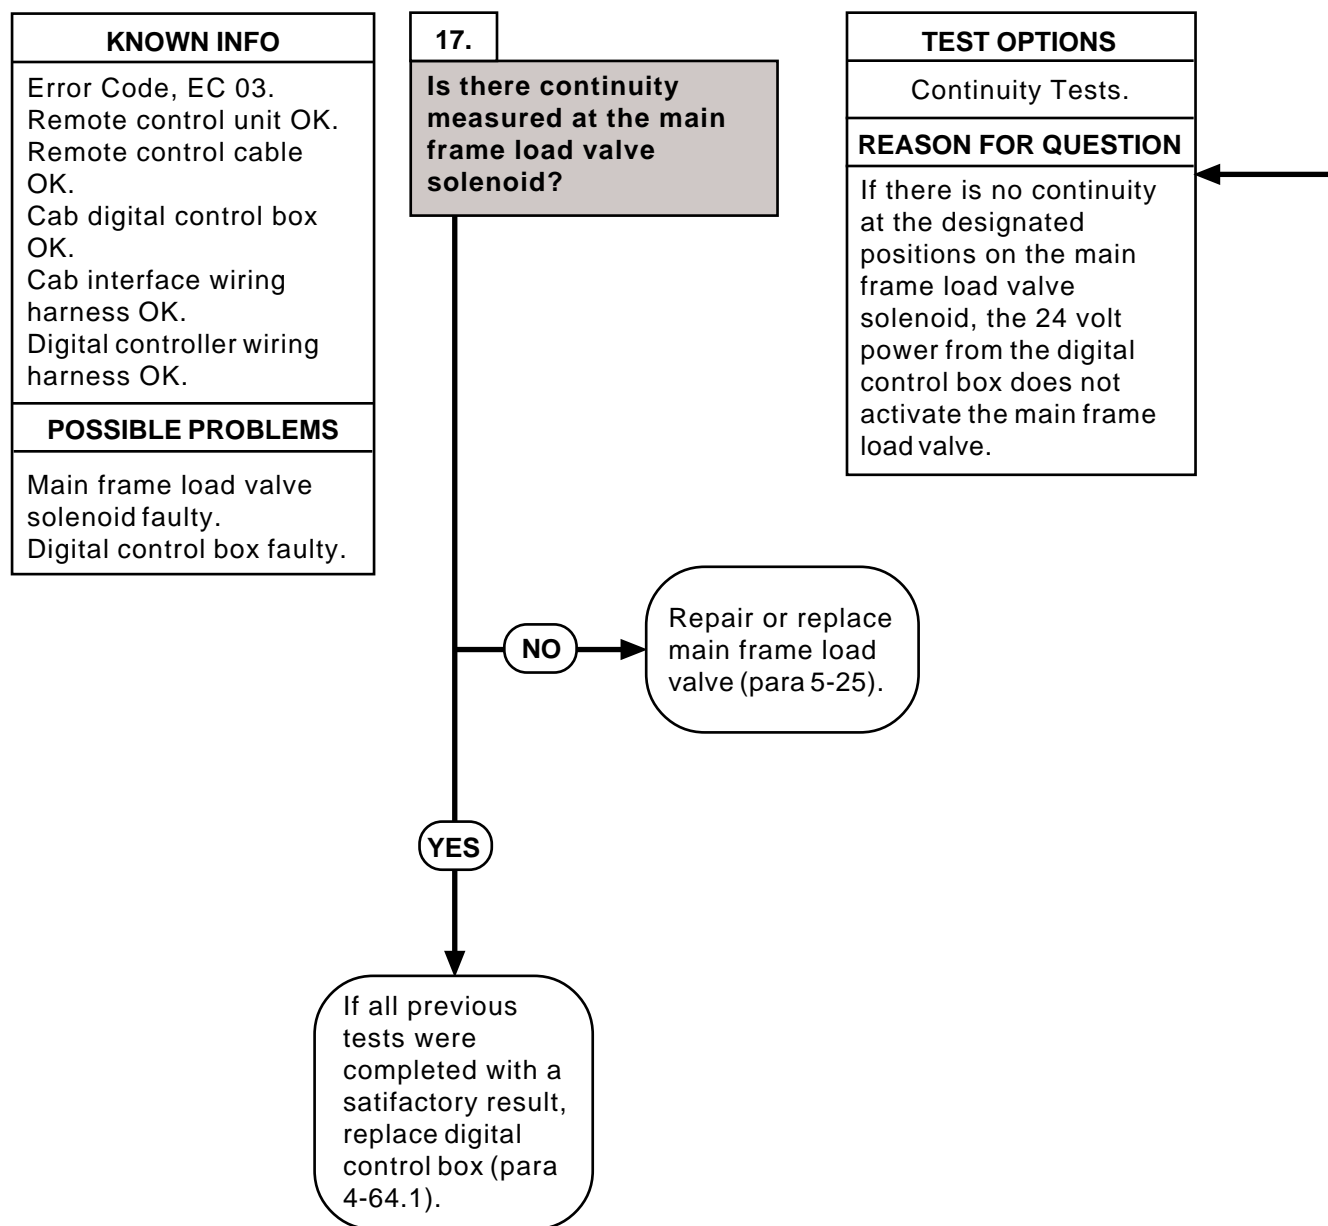 KNOWN INFO
Error Code, EC 03.
Remote control unit OK.
Remote control cable
OK.
Cab digital control box
OK.
Cab interface wiring
harness OK.
Digital controller wiring
harness OK.
POSSIBLE PROBLEMS
Main frame load valve
solenoid faulty.
Digital control box faulty.
17.
Is there continuity
measured at the main
frame load valve
solenoid?
TEST OPTIONS
Continuity Tests.
REASON FOR QUESTION
If there is no continuity
at the designated
positions on the main
frame load valve
solenoid, the 24 volt
power from the digital
control box does not
activate the main frame
load valve.
NO
Repair or replace
main frame load
valve (para 5-25).
YES
If all previous
tests were
completed with a
satifactory result,
replace digital
control box (para
4-64.1).